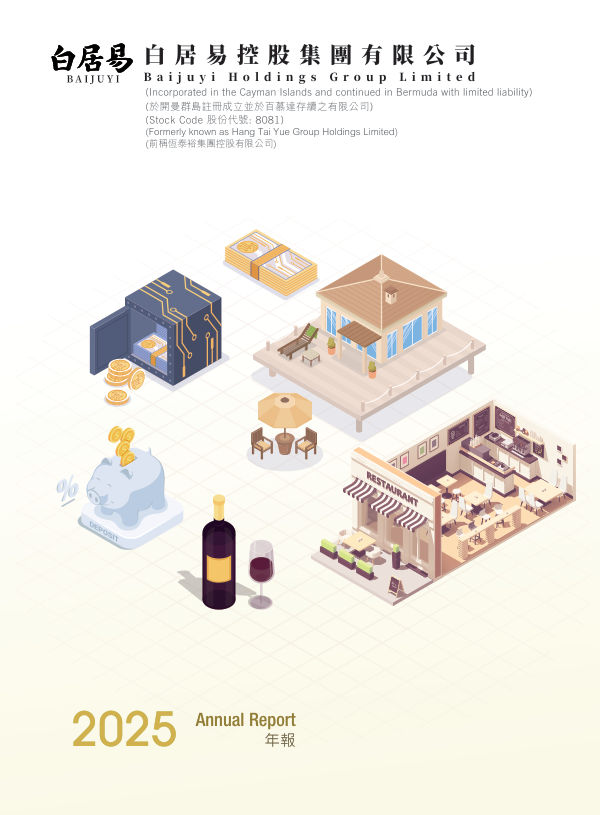 白居易
BAIJUYI
白居易控股集團有限公司
Baijuyi Holdings Group Limited
(Incorporated in the Cayman Islands and continued in Bermuda with limited liability)
(於開曼群島註冊成立並於百慕達存續之有限公司)
(Stock Code 股份代號: 8081)
(Formerly known as Hang Tai Yue Group Holdings Limited)
(前稱恆泰裕集團控股有限公司)
RESTAURANT
%
DEPOSIT
2025
Annual Report
年報